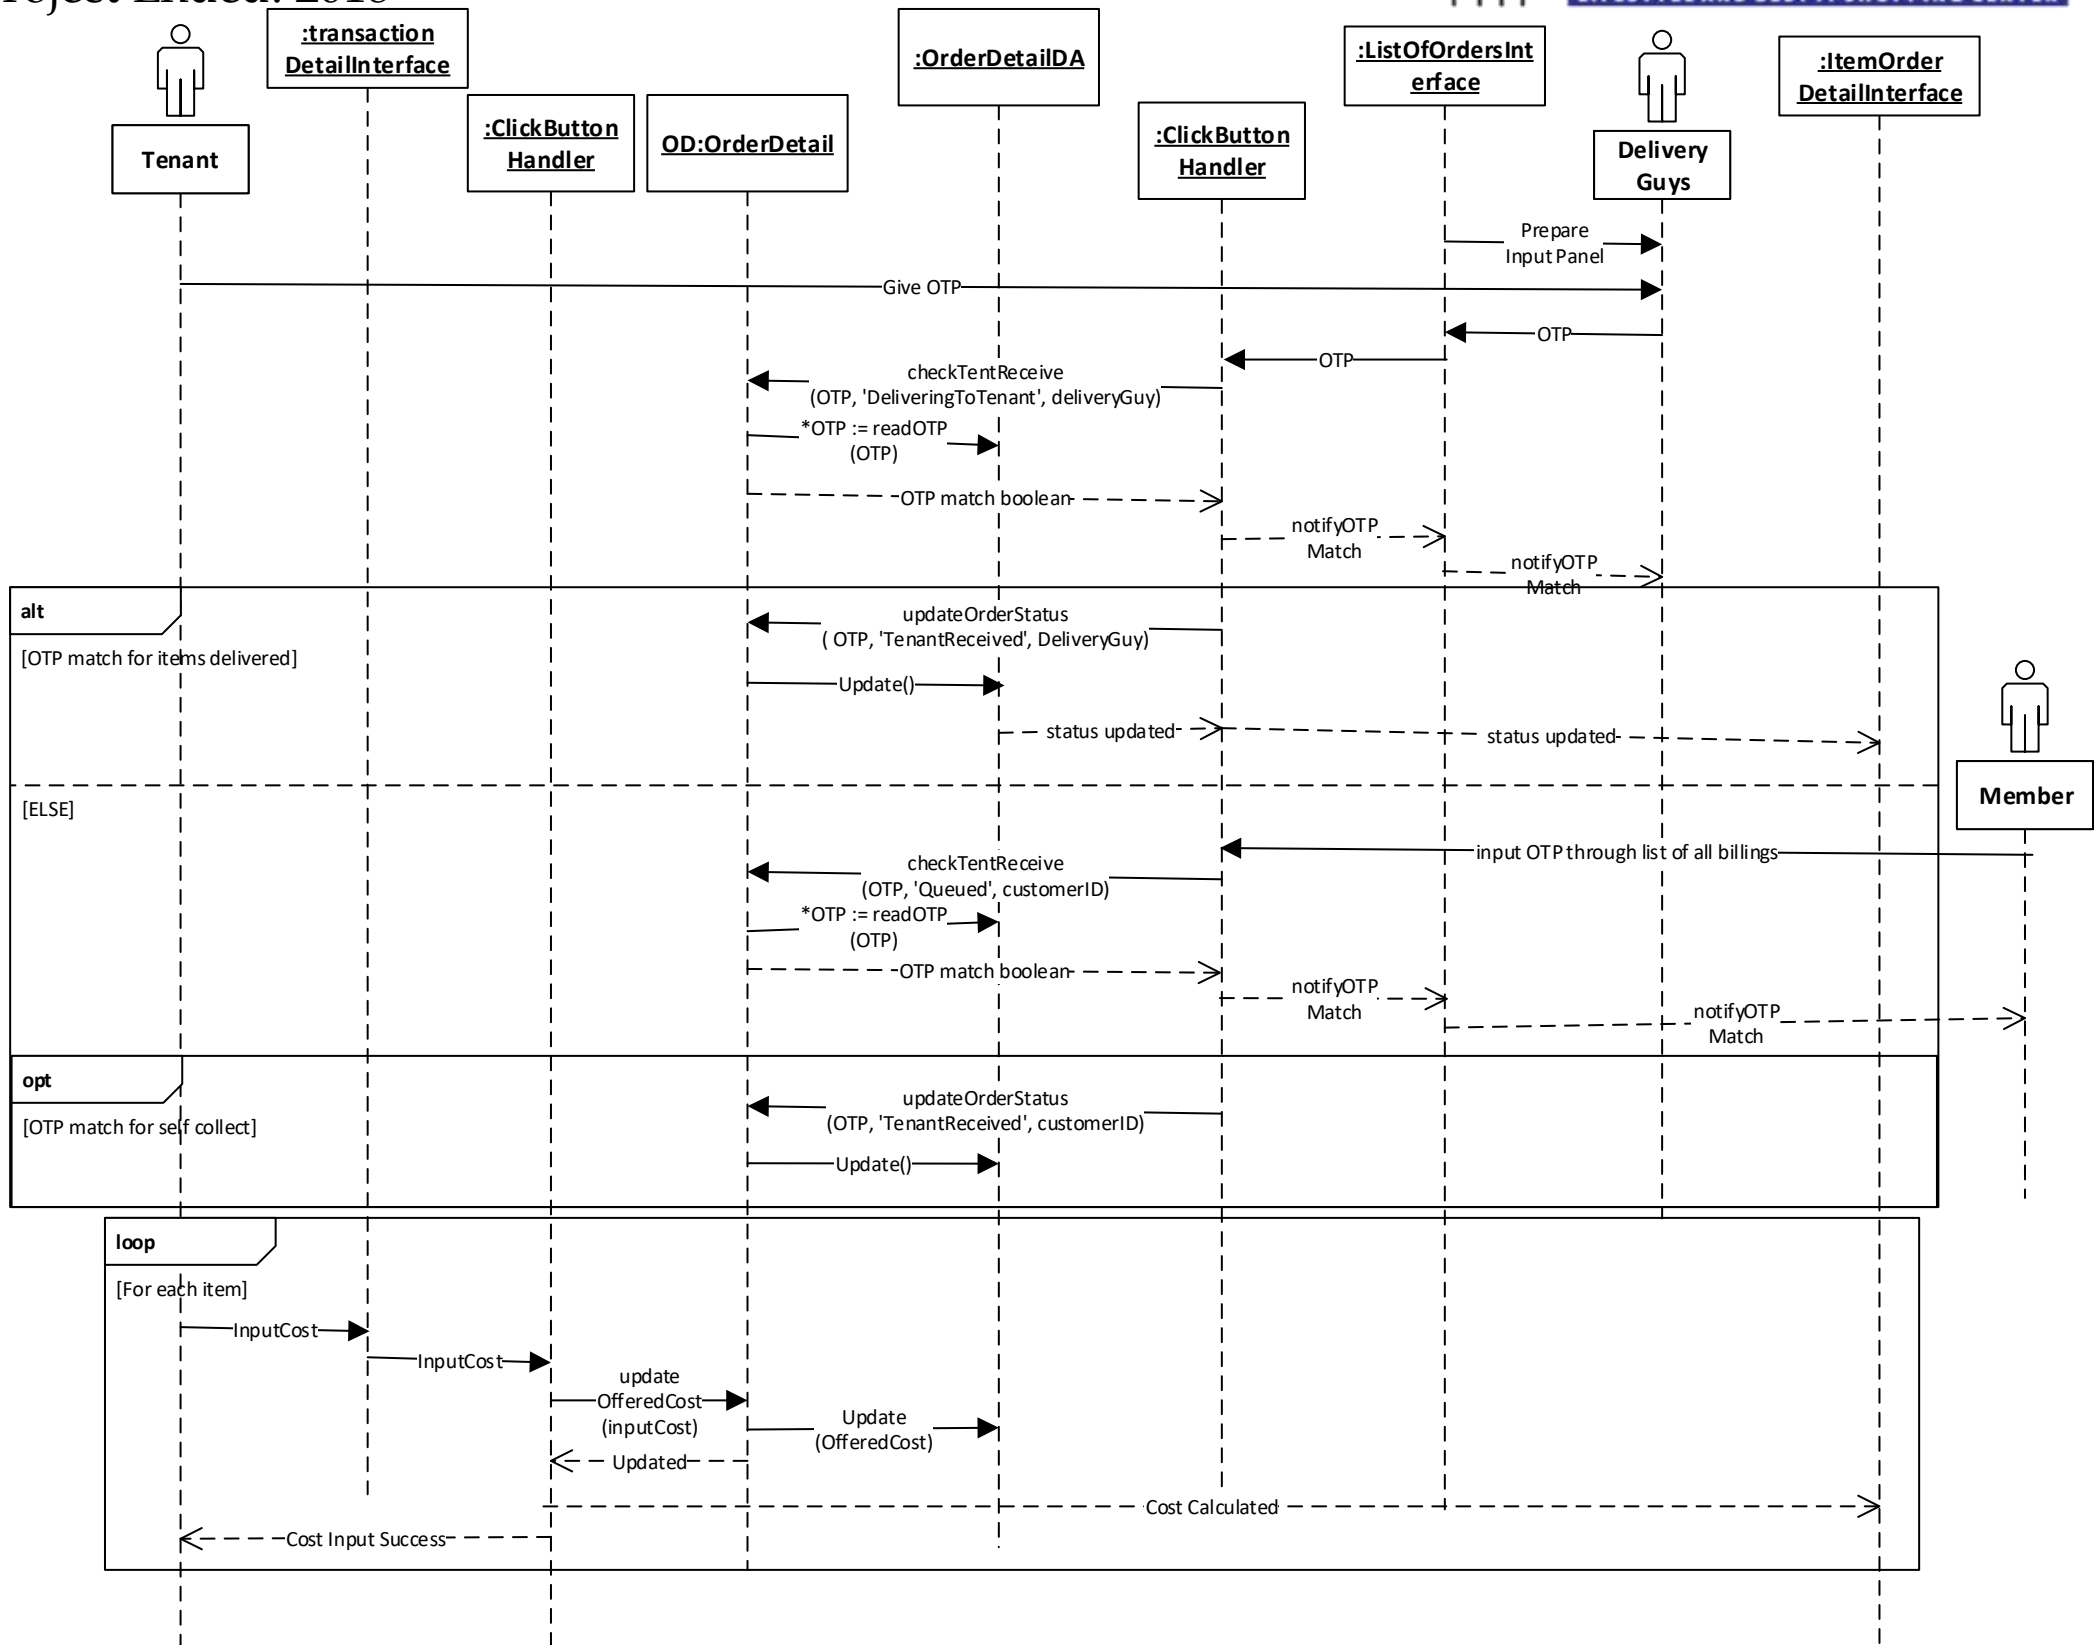 :transaction
DetailInterface
:ClickButton
Handler
OD:OrderDetail
:OrderDetailDA
:ClickButton
Handler
:ListOfOrdersInt
erface
:ItemOrder
DetailInterface
Tenant
Delivery
Guys
Prepare
Input Panel
Give OTP
OTP
OTP
checkTentReceive
(OTP, 'DeliveringToTenant', deliveryGuy)
*OTP := readOTP
(OTP)
OTP match boolean
notifyOTP
Match
notifyOTP
Match
alt
[OTP match for items delivered]
updateOrderStatus
( OTP, 'TenantReceived', DeliveryGuy)
Update()
status updated
status updated
Member
[ELSE]
input OTP through list of all billings
checkTentReceive
(OTP, 'Queued', customerID)
*OTP := readOTP
(OTP)
OTP match boolean
notifyOTP
Match
notifyOTP
Match
opt
[OTP match for self collect]
updateOrderStatus
(OTP, 'TenantReceived', customerID)
Update()
loop
[For each item]
InputCost
InputCost
update
OfferedCost
(inputCost)
Update
(OfferedCost)
Updated
Cost Calculated
Cost Input Success